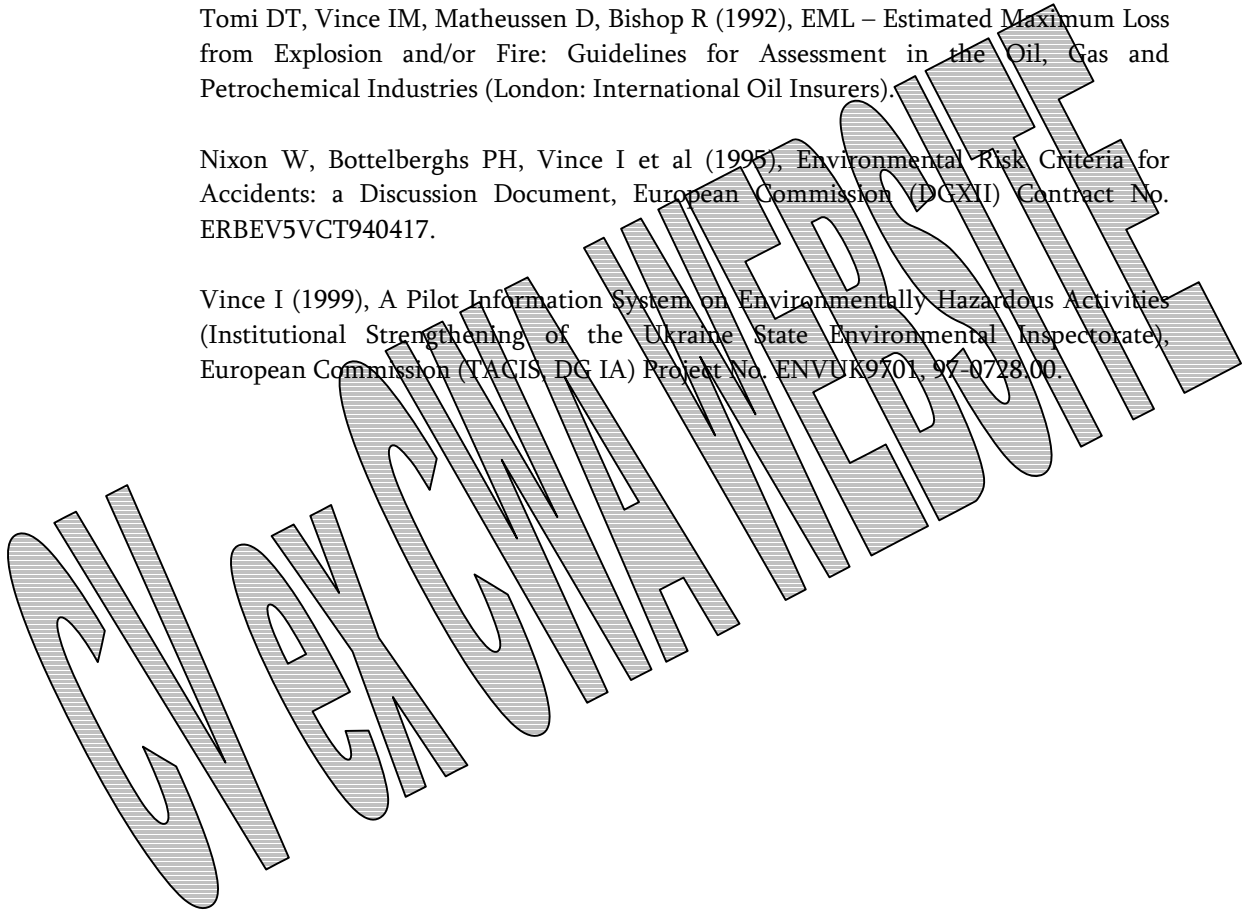 Tomi DT, Vince IM, Matheussen D, Bishop R (1992), EML – Estimated Maximum Loss
from Explosion and/or Fire: Guidelines for Assessment in the Oil, Gas and
Petrochemical Industries (London: International Oil Insurers).
Nixon W, Bottelberghs PH, Vince I et al (1995), Environmental Risk Criteria for
Accidents: a Discussion Document, European Commission (DGXII) Contract No.
ERBEV5VCT940417.
Vince I (1999), A Pilot Information System on Environmentally Hazardous Activities
(Institutional Strengthening of the Ukraine State Environmental Inspectorate),
European Commission (TACIS, DG IA) Project No. ENVUK9701, 97-0728.00.
CV ex CWA WEBSITE